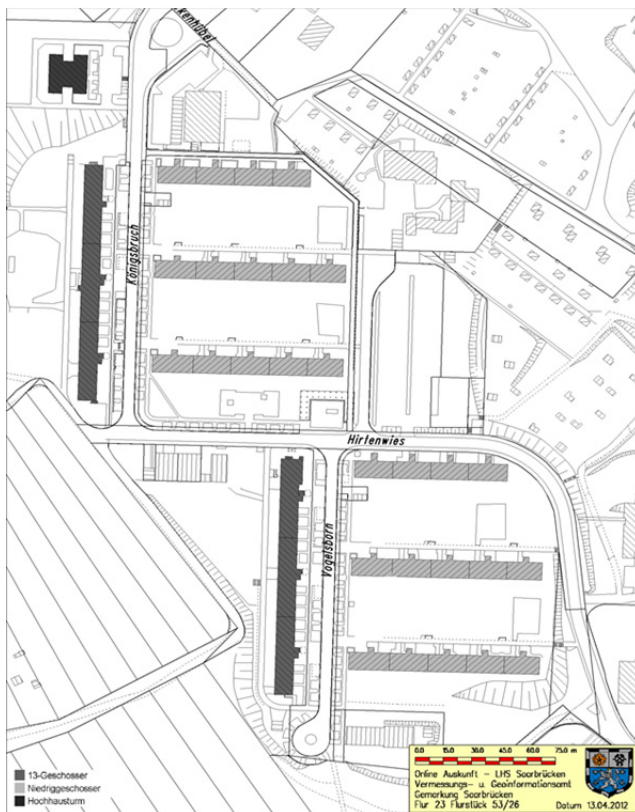 kenhübel
Königsbruch
Hirtenwies
Vogelsborn
13-Geschosser
Niedriggeschosser
Hochhausturm
0.0 15.0 30.0 45.0 60.0 75.0 m
Online Auskunft - LHS Saarbrücken
Vermessungs- u. Geoinformationsamt
Gemarkung Saarbrücken
Flur 23 Flurstück 53/26 Datum 13.04.2012